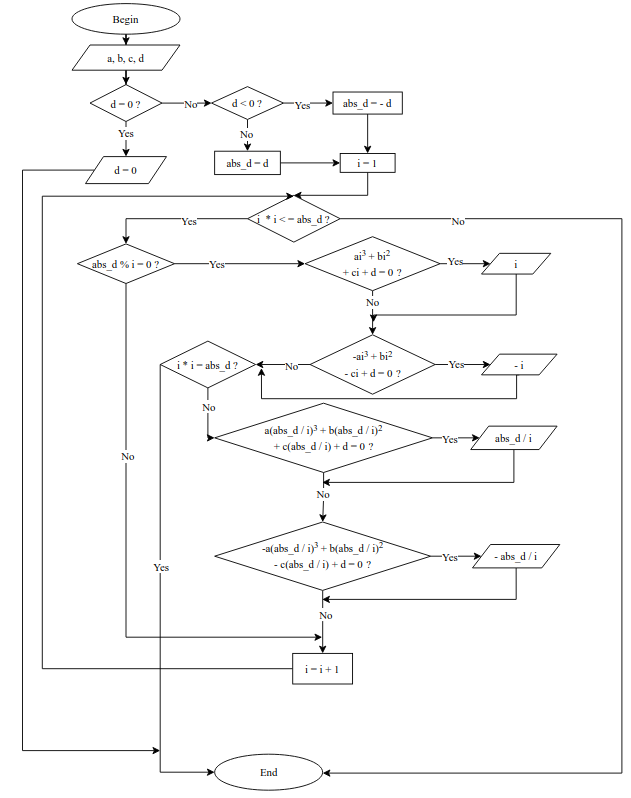 Begin
a, b, c, d
d = 0 ?
No
d < 0 ?
Yes
abs_d = - d
Yes
No
d = 0
abs_d = d
i = 1
i * i <= abs_d ?
Yes
No
abs_d % i = 0 ?
Yes
ai³ + bi²
+ ci + d = 0 ?
Yes
i
No
-ai³ + bi²
- ci + d = 0 ?
Yes
- i
No
i * i = abs_d ?
No
a(abs_d / i)³ + b(abs_d / i)²
+ c(abs_d / i) + d = 0 ?
Yes
abs_d / i
No
No
-a(abs_d / i)³ + b(abs_d / i)²
- c(abs_d / i) + d = 0 ?
Yes
- abs_d / i
Yes
No
i = i + 1
End